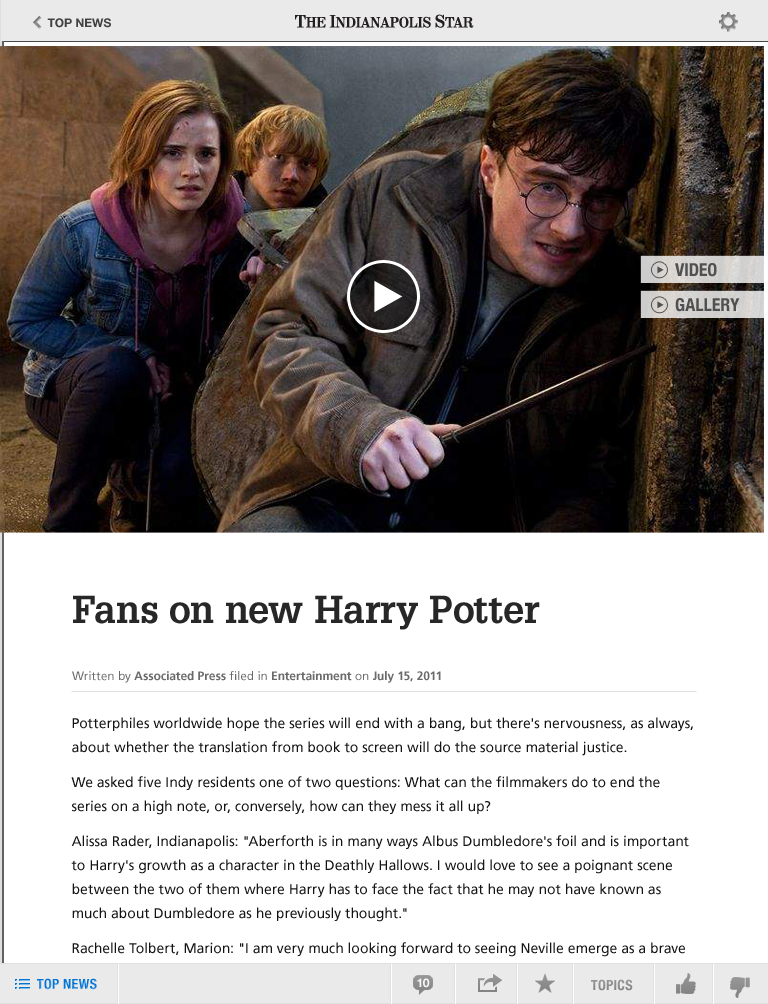 TOP NEWS
THE INDIANAPOLIS STAR
VIDEO
GALLERY
Fans on new Harry Potter
Written by Associated Press filed in Entertainment on July 15, 2011
Potterphiles worldwide hope the series will end with a bang, but there's nervousness, as always,
about whether the translation from book to screen will do the source material justice.
We asked five Indy residents one of two questions: What can the filmmakers do to end the
series on a high note, or, conversely, how can they mess it all up?
Alissa Rader, Indianapolis: "Aberforth is in many ways Albus Dumbledore's foil and is important
to Harry's growth as a character in the Deathly Hallows. I would love to see a poignant scene
between the two of them where Harry has to face the fact that he may not have known as
much about Dumbledore as he previously thought."
Rachelle Tolbert, Marion: "I am very much looking forward to seeing Neville emerge as a brave
TOP NEWS
10
TOPICS